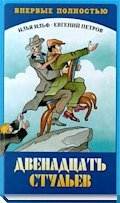 ВПЕРВЫЕ ПОЛНОСТЬЮ
ИЛЬЯ ИЛЬФ · ЕВГЕНИЙ ПЕТРОВ
ДВЕНАДЦАТЬ
СТУЛЬЕВ